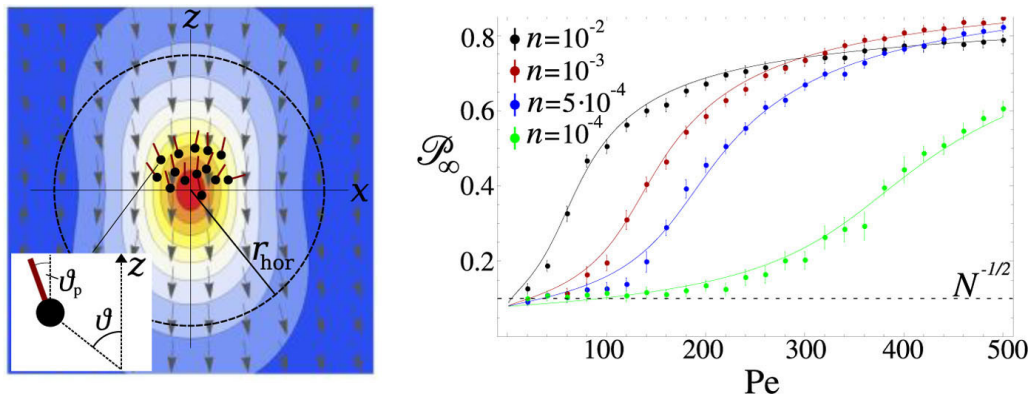 z
x
r_hor
ϑ_p
z
ϑ
𝒫_∞
0.8
0.6
0.4
0.2
n=10^-2
n=10^-3
n=5·10^-4
n=10^-4
N^-1/2
100 200 300 400 500
Pe